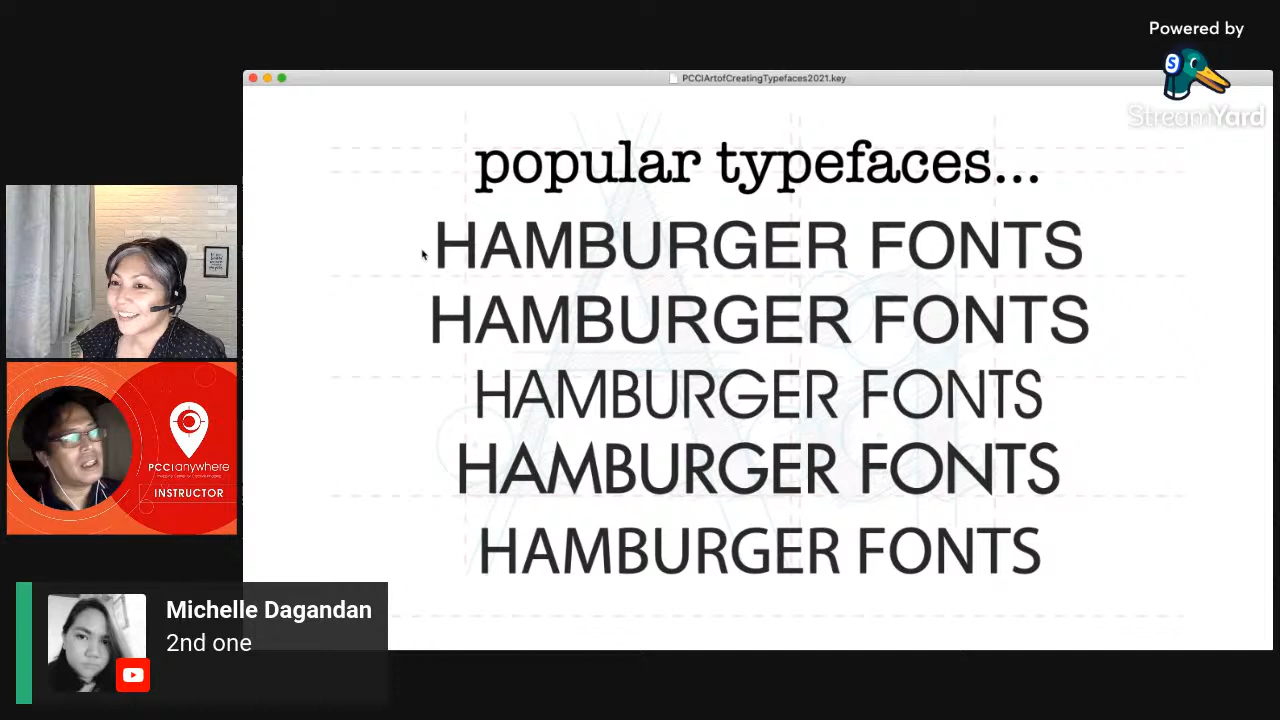 Powered by
StreamYard
PCCIArtofCreatingTypefaces2021.key
popular typefaces...
HAMBURGER FONTS
HAMBURGER FONTS
HAMBURGER FONTS
HAMBURGER FONTS
HAMBURGER FONTS
PCCI anywhere
INSTRUCTOR
Michelle Dagandan
2nd one